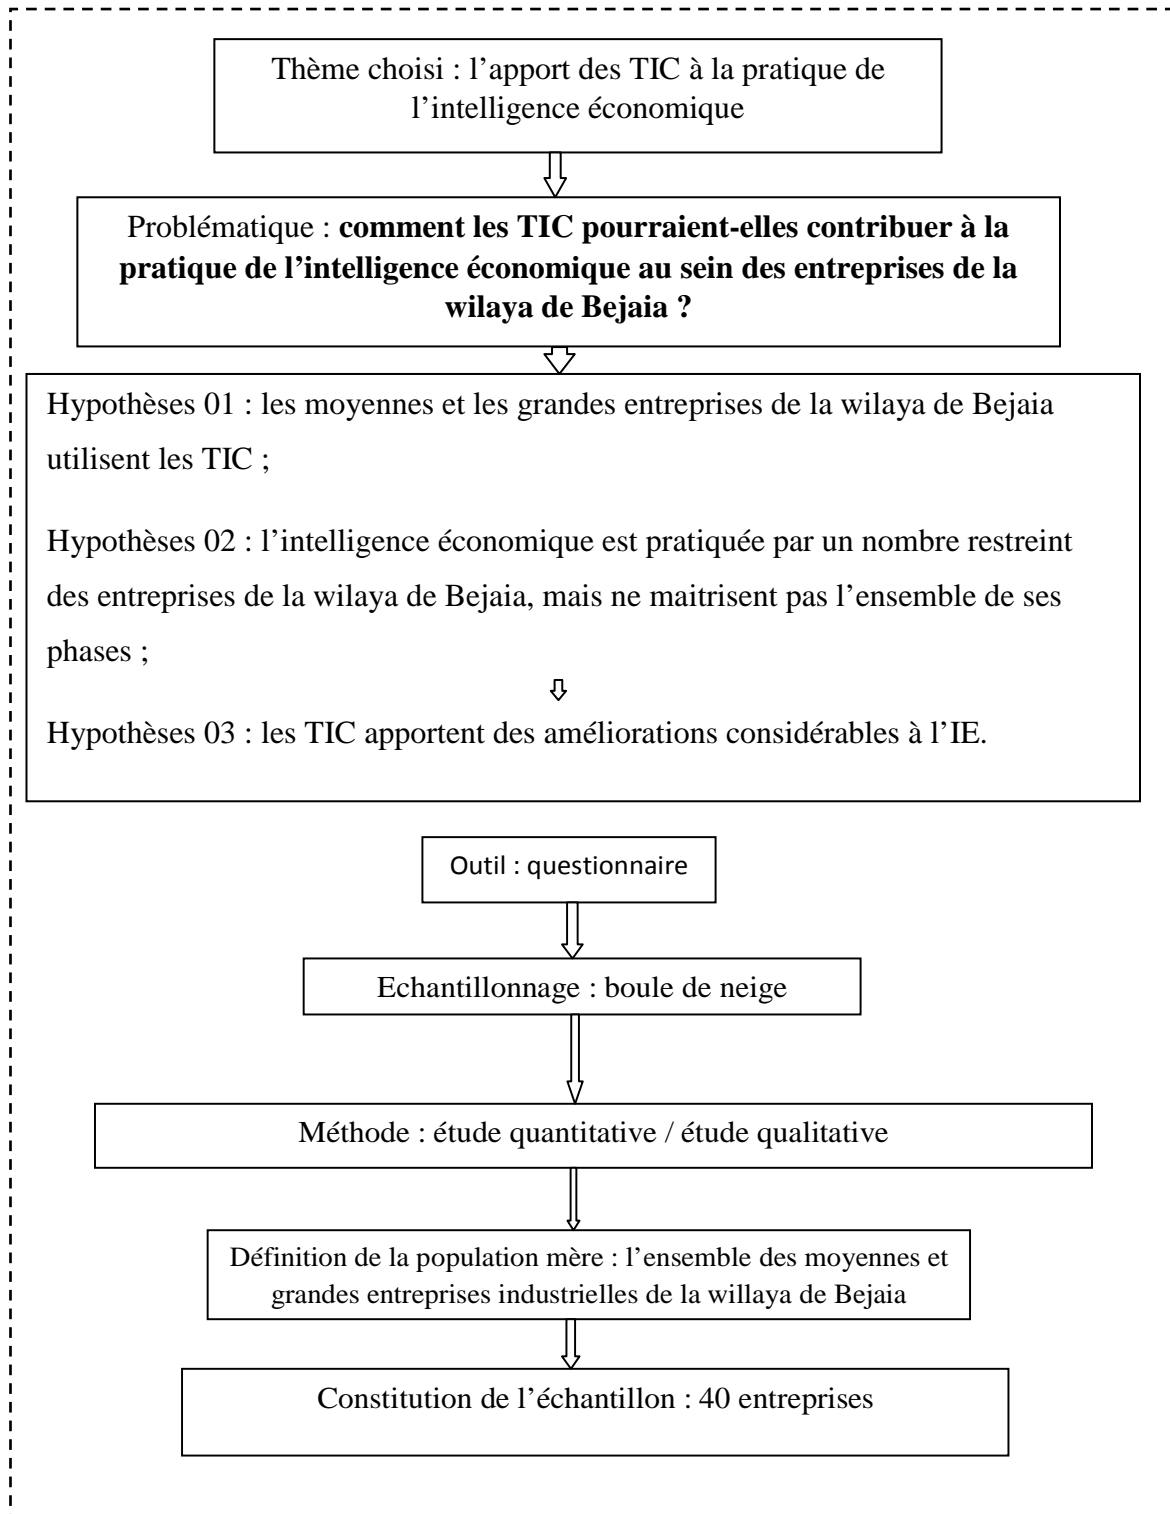 Thème choisi : l’apport des TIC à la pratique de
l’intelligence économique
Problématique : comment les TIC pourraient-elles contribuer à la
pratique de l’intelligence économique au sein des entreprises de la
wilaya de Bejaia ?
Hypothèses 01 : les moyennes et les grandes entreprises de la wilaya de Bejaia
utilisent les TIC ;
Hypothèses 02 : l’intelligence économique est pratiquée par un nombre restreint
des entreprises de la wilaya de Bejaia, mais ne maitrisent pas l’ensemble de ses
phases ;
Hypothèses 03 : les TIC apportent des améliorations considérables à l’IE.
Outil : questionnaire
Echantillonnage : boule de neige
Méthode : étude quantitative / étude qualitative
Définition de la population mère : l’ensemble des moyennes et
grandes entreprises industrielles de la willaya de Bejaia
Constitution de l’échantillon : 40 entreprises